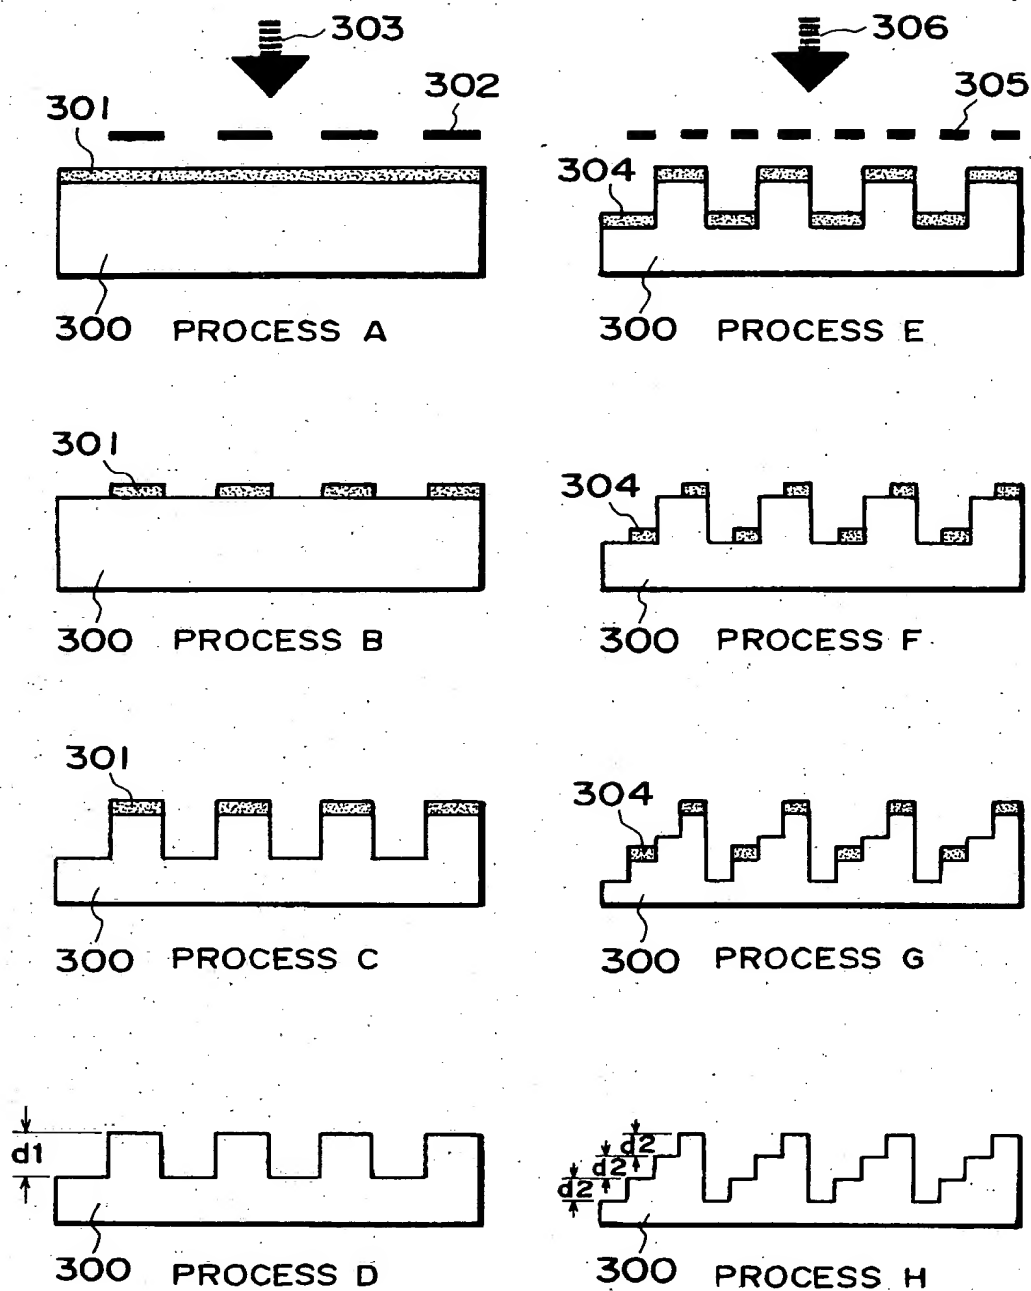 303
302
301
300 PROCESS A
301
300 PROCESS B
301
300 PROCESS C
d1
300 PROCESS D
306
305
304
300 PROCESS E
304
300 PROCESS F
304
300 PROCESS G
d2
d2
d2
300 PROCESS H